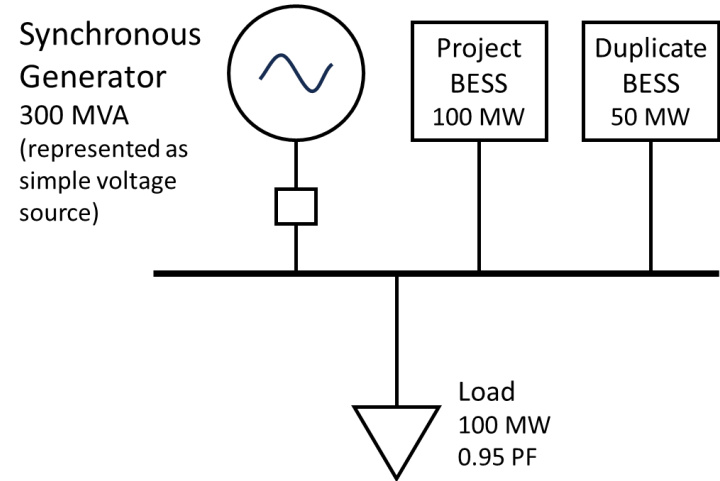 Synchronous
Generator
300 MVA
(represented as
simple voltage
source)
Project
BESS
100 MW
Duplicate
BESS
50 MW
Load
100 MW
0.95 PF